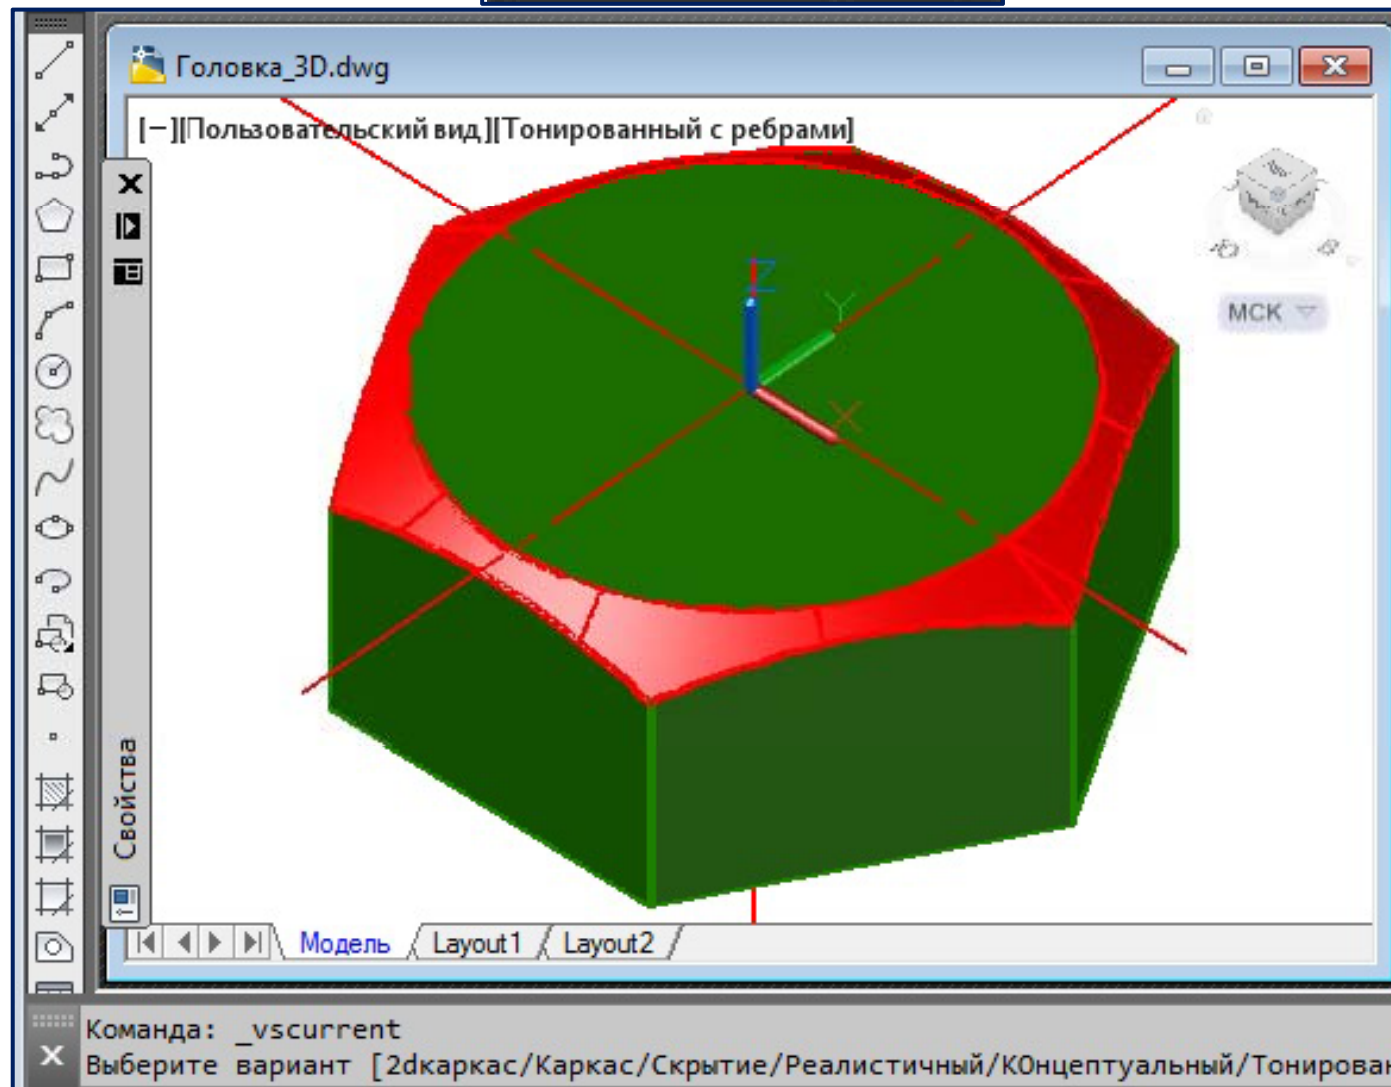 Головка_3D.dwg
[−][Пользовательский вид][Тонированный с ребрами]
Z
Y
X
МСК
Свойства
Модель
Layout1
Layout2
Команда: _vscurrent
Выберите вариант [2dкаркас/Каркас/Скрытие/Реалистичный/КОнцептуальный/Тонирован